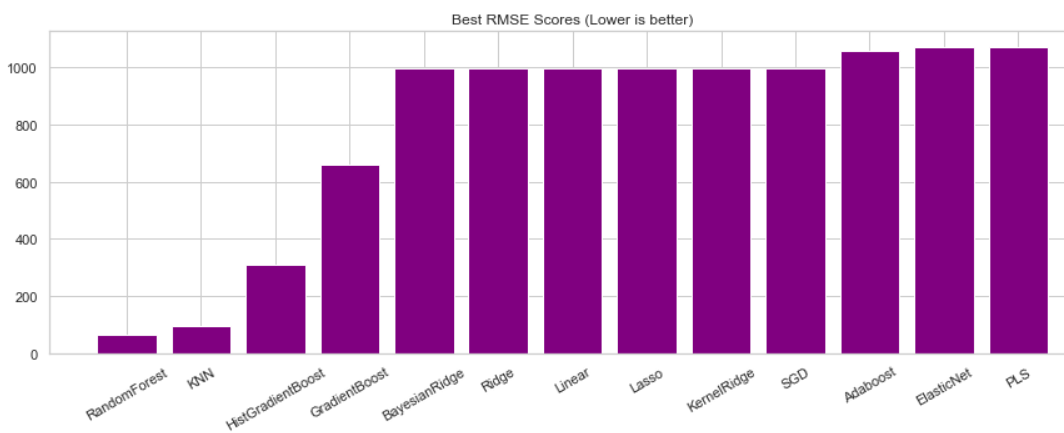 Best RMSE Scores (Lower is better)
1000
800
600
400
200
0
RandomForest
KNN
HistGradientBoost
GradientBoost
BayesianRidge
Ridge
Linear
Lasso
KernelRidge
SGD
Adaboost
ElasticNet
PLS